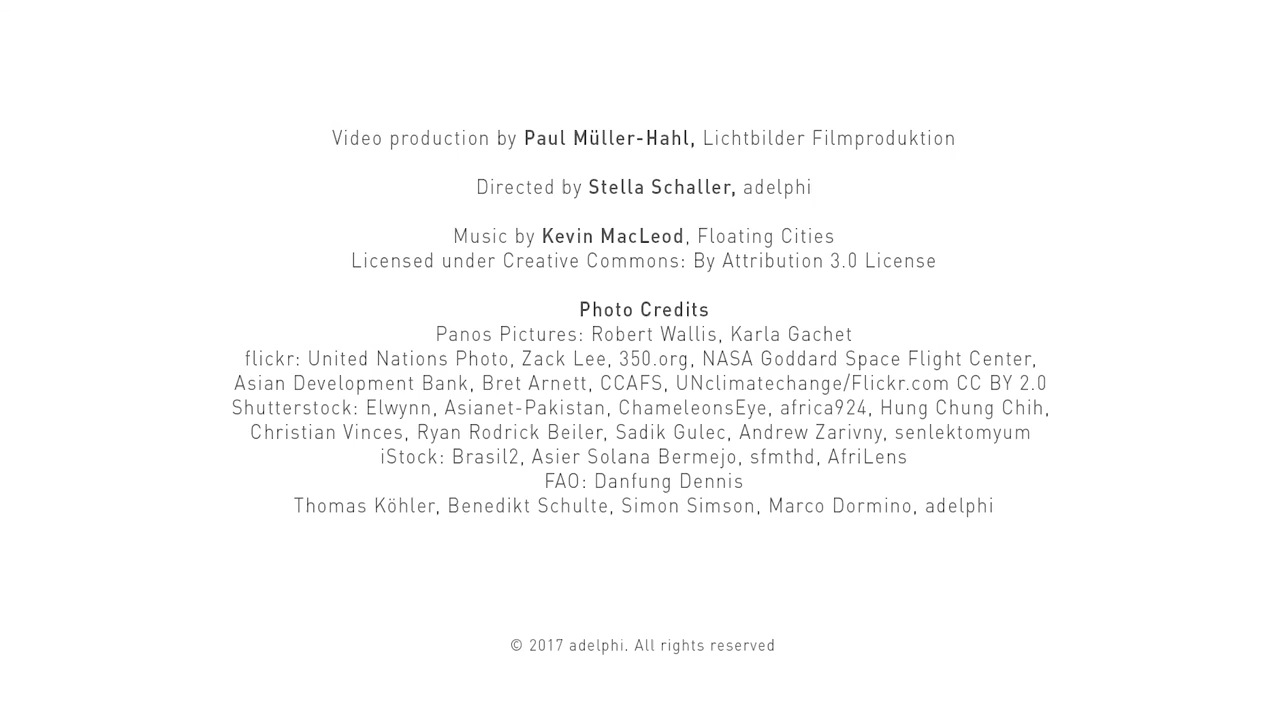 Video production by Paul Müller-Hahl, Lichtbilder Filmproduktion
Directed by Stella Schaller, adelphi
Music by Kevin MacLeod, Floating Cities
Licensed under Creative Commons: By Attribution 3.0 License
Photo Credits
Panos Pictures: Robert Wallis, Karla Gachet
flickr: United Nations Photo, Zack Lee, 350.org, NASA Goddard Space Flight Center,
Asian Development Bank, Bret Arnett, CCAFS, UNclimatechange/Flickr.com CC BY 2.0
Shutterstock: Elwynn, Asianet-Pakistan, ChameleonsEye, africa924, Hung Chung Chih,
Christian Vinces, Ryan Rodrick Beiler, Sadik Gulec, Andrew Zarivny, senlektomyum
iStock: Brasil2, Asier Solana Bermejo, sfmthd, AfriLens
FAO: Danfung Dennis
Thomas Köhler, Benedikt Schulte, Simon Simson, Marco Dormino, adelphi
© 2017 adelphi. All rights reserved